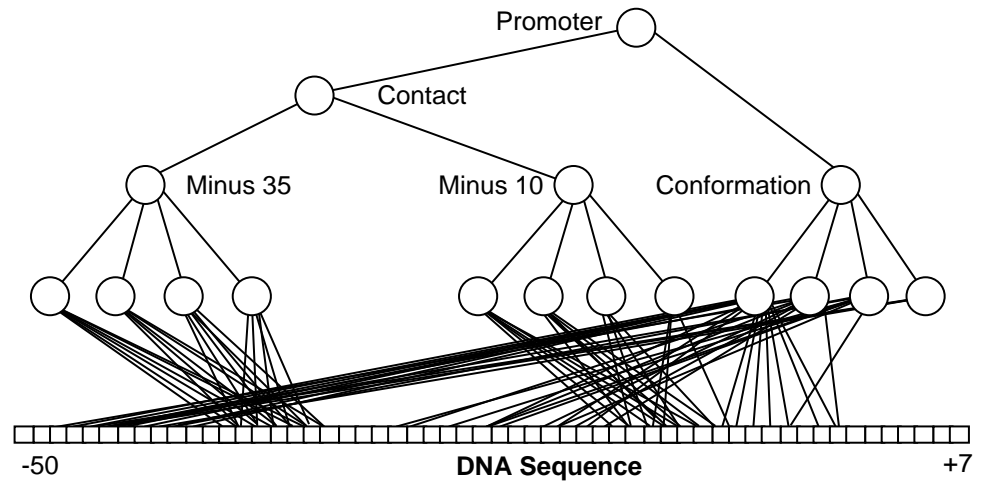 Promoter
Contact
Minus 35
Minus 10
Conformation
-50
DNA Sequence
+7